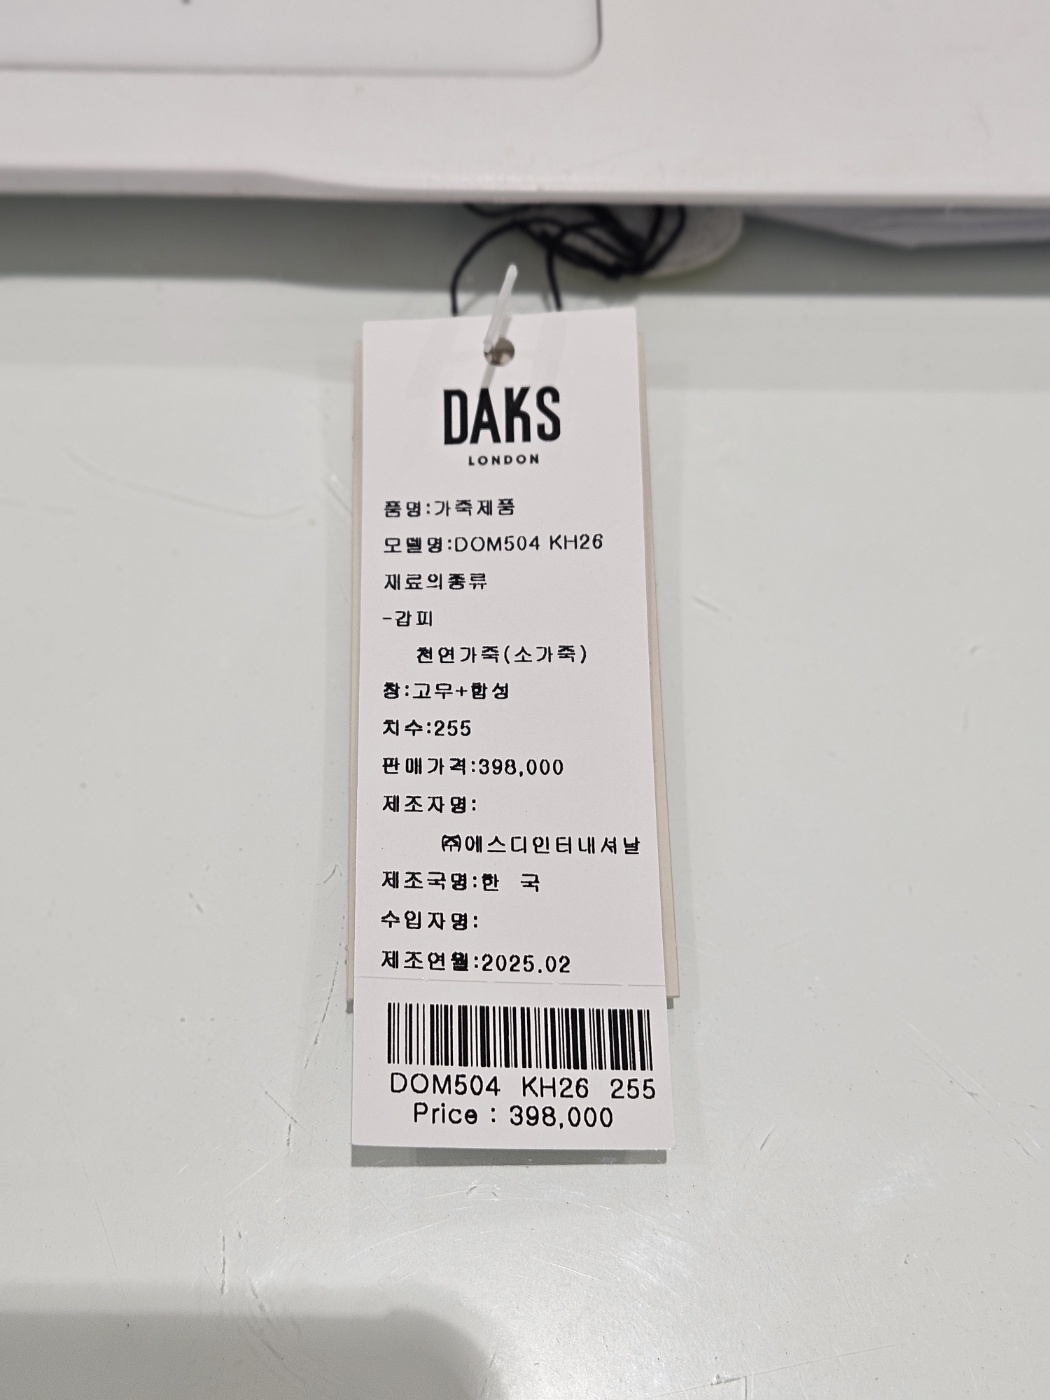 DAKS
LONDON
품명:가죽제품
모델명:DOM504 KH26
재료의종류
-갑피
천연가죽(소가죽)
창:고무+합성
치수:255
판매가격:398,000
제조자명:
㈜에스디인터내셔날
제조국명:한 국
수입자명:
제조연월:2025.02
DOM504 KH26 255
Price : 398,000